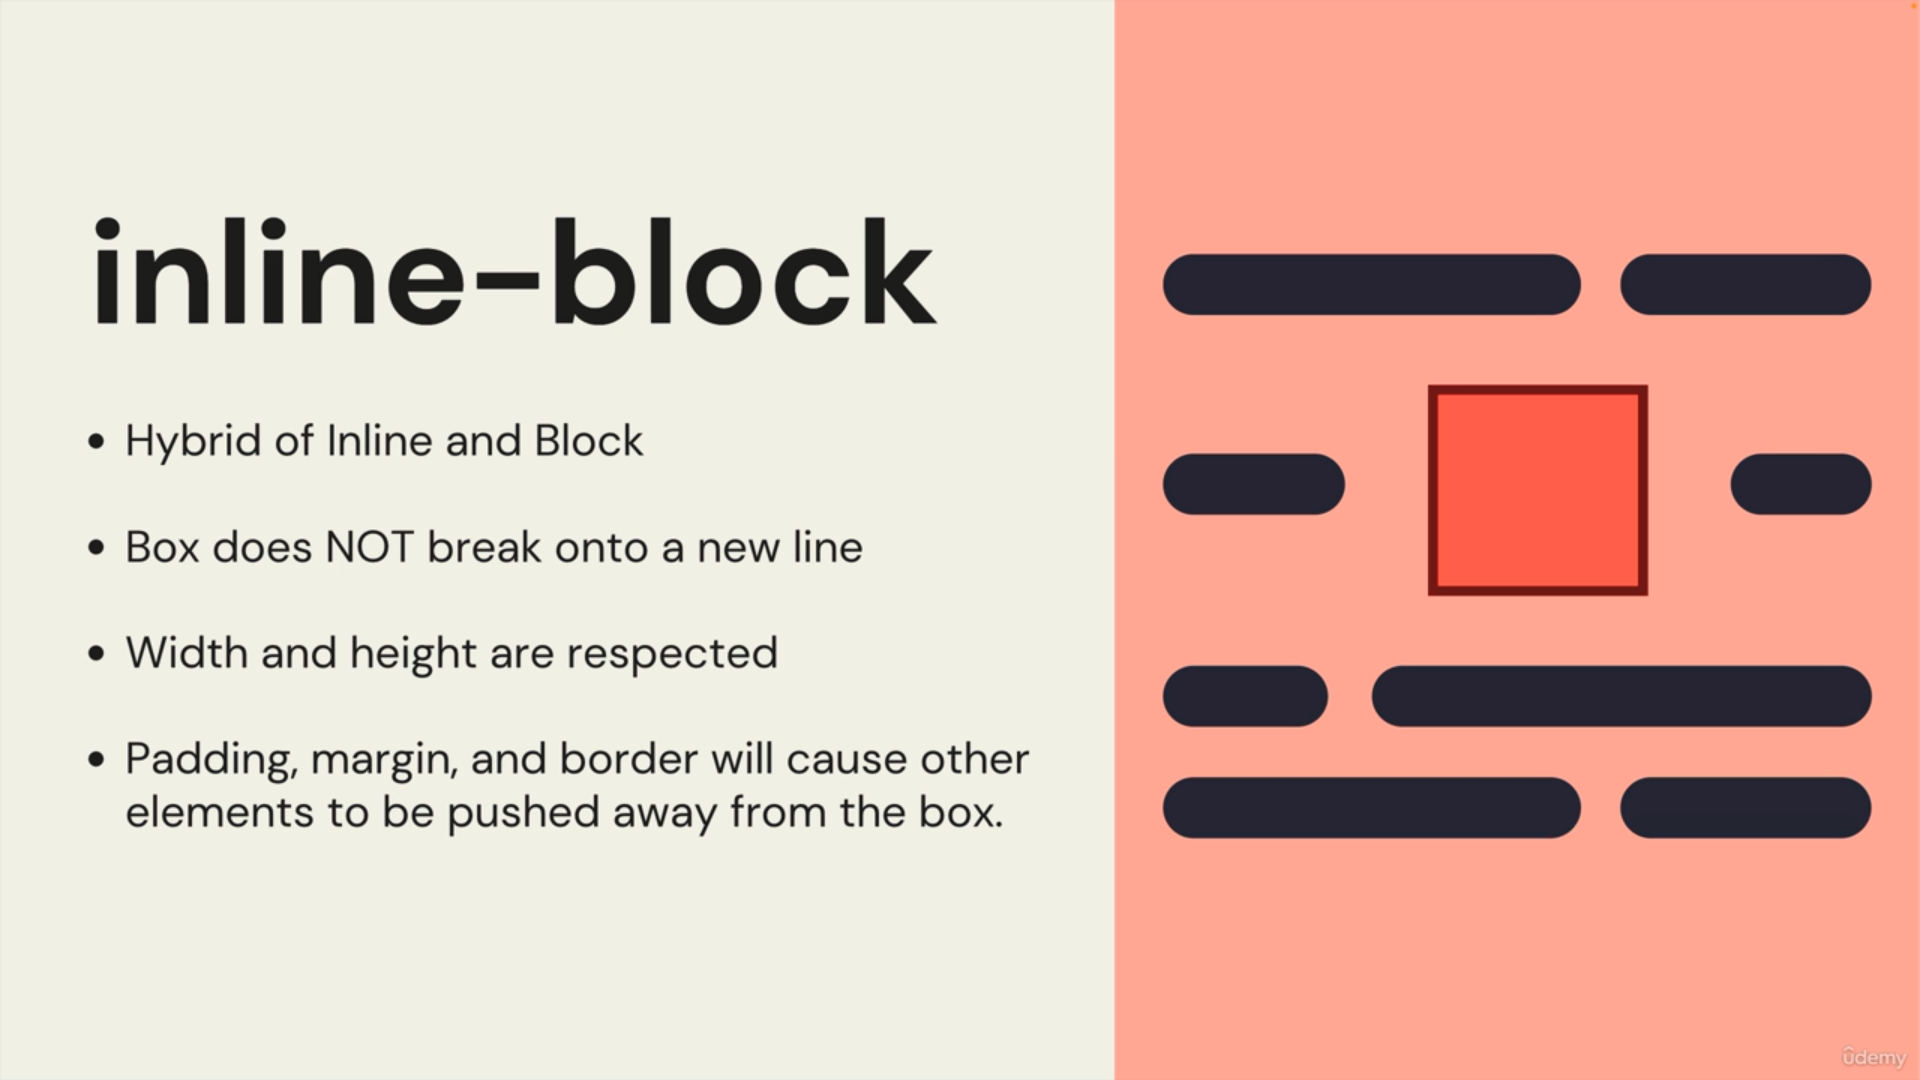 inline-block
• Hybrid of Inline and Block
• Box does NOT break onto a new line
• Width and height are respected
• Padding, margin, and border will cause other
elements to be pushed away from the box.
ûdemy